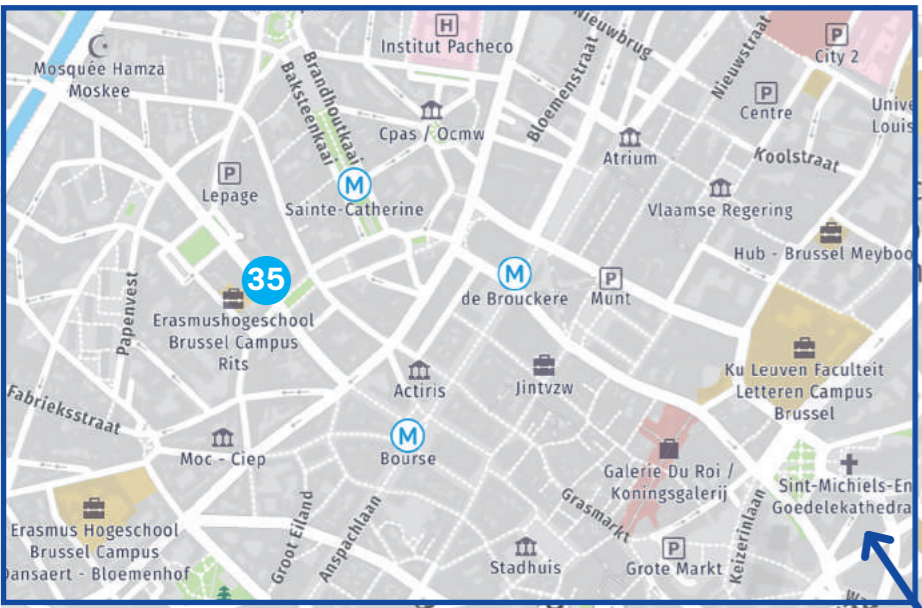 Nieuwbrug
H
Institut Pacheco
P
City 2
Mosquée Hamza
Moskee
Brandhoutkaai
Baksteenkaai
Bloemenstraat
Nieuwstraat
P
Centre
Unive
Louis
Cpas / Ocmw
Atrium
Koolstraat
P
Lepage
M
Sainte-Catherine
Vlaamse Regering
Hub - Brussel Meyboo
35
M
de Brouckere
P
Munt
Papenvest
Erasmushogeschool
Brussel Campus
Rits
Actiris
Jintvzw
Ku Leuven Faculteit
Letteren Campus
Brussel
Fabrieksstraat
M
Bourse
Moc - Ciep
Galerie Du Roi /
Koningsgalerij
Sint-Michiels-En
Goedelekathedra
Grasmarkt
Keizerinlaan
Groot Eiland
Anspachlaan
Erasmus Hogeschool
Brussel Campus
Dansaert - Bloemenhof
Stadhuis
P
Grote Markt